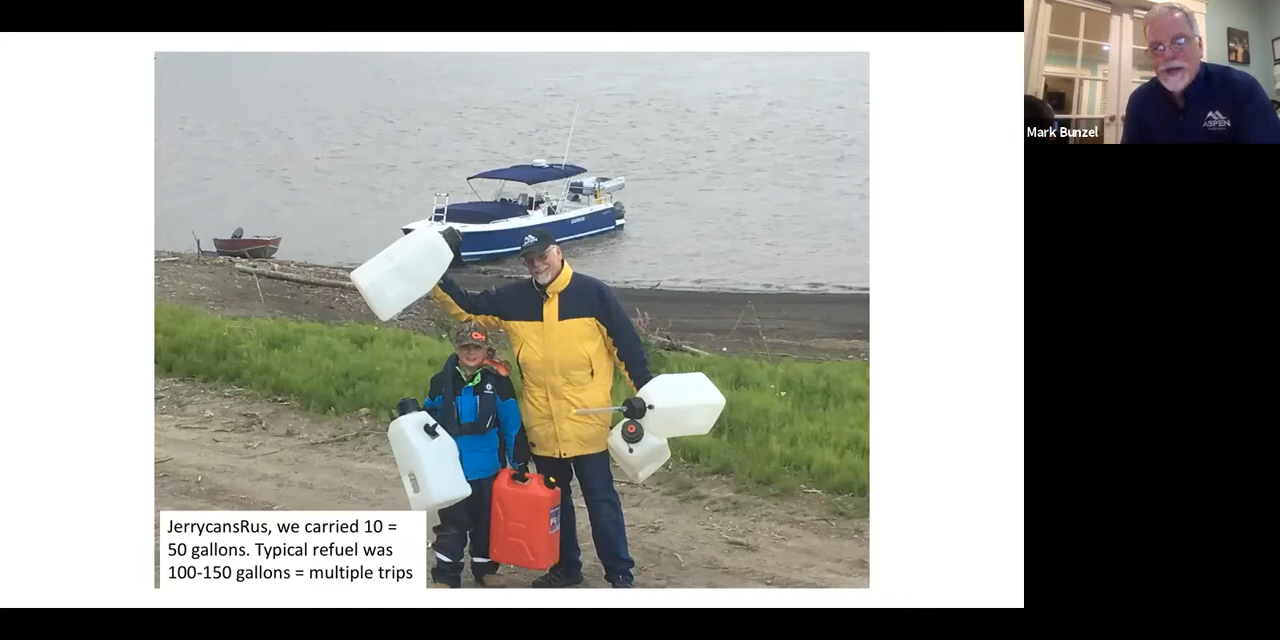 Mark Bunzel
ASPEN
JerrycansRus, we carried 10 =
50 gallons. Typical refuel was
100-150 gallons = multiple trips